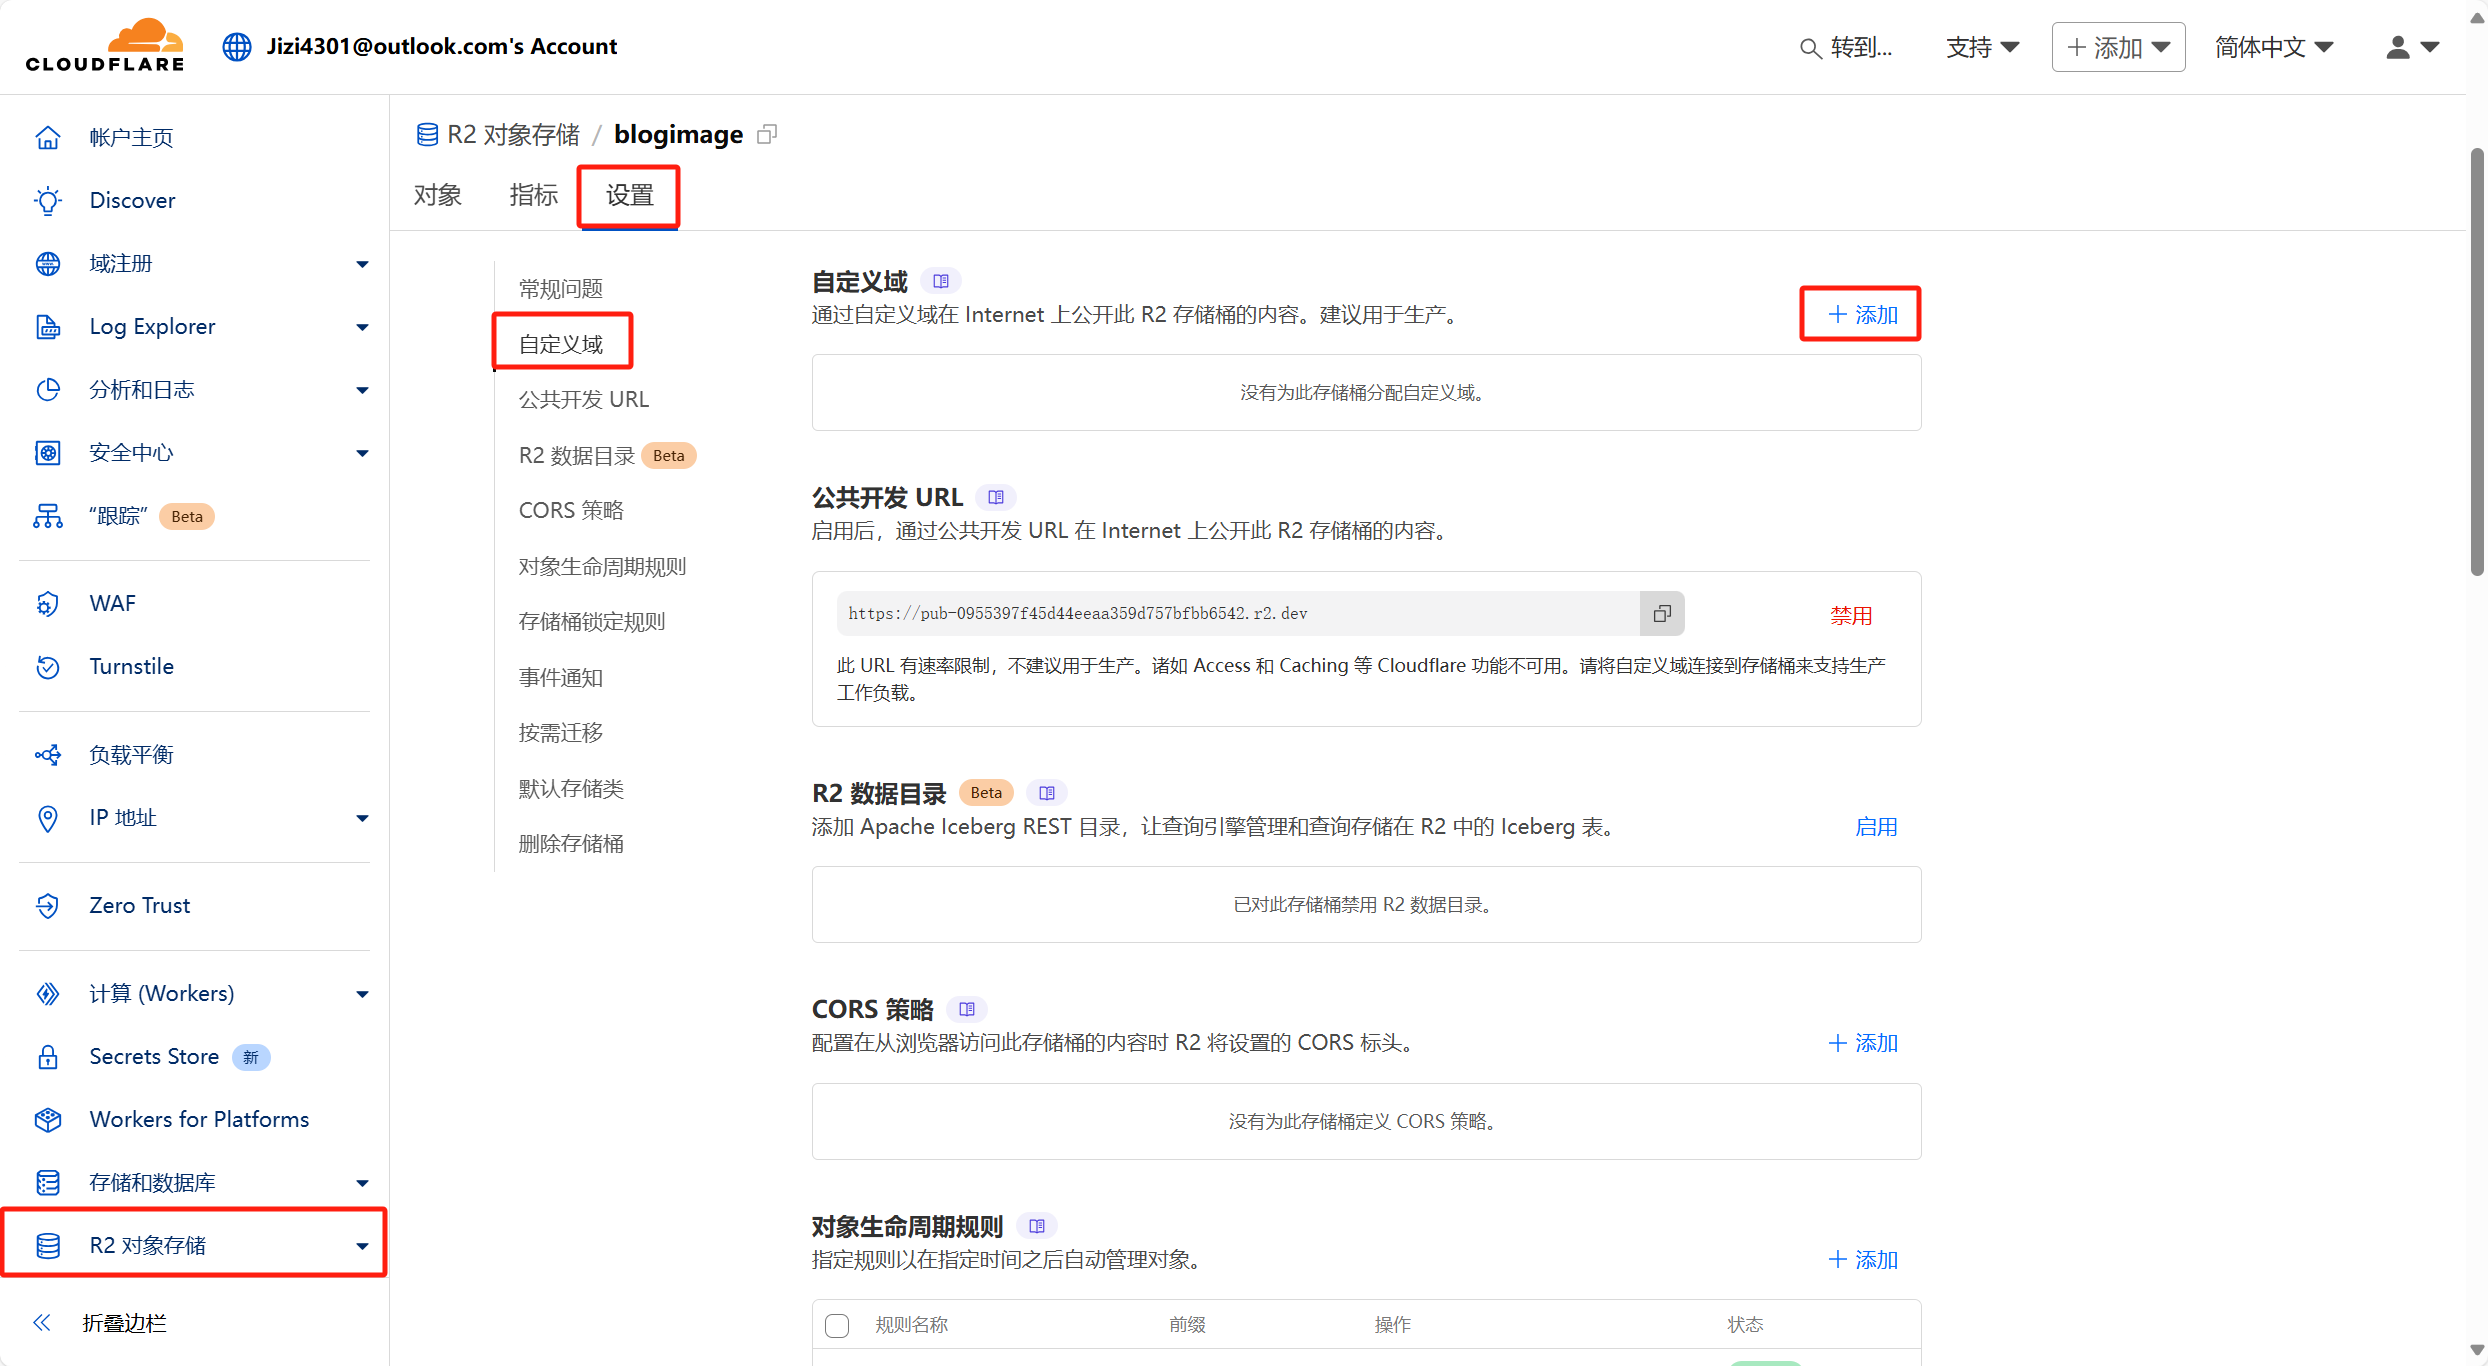 CLOUDFLARE
Jizi4301@outlook.com's Account
转到...
支持
添加
简体中文
帐户主页
Discover
域注册
Log Explorer
分析和日志
安全中心
“跟踪” Beta
WAF
Turnstile
负载平衡
IP 地址
Zero Trust
计算 (Workers)
Secrets Store 新
Workers for Platforms
存储和数据库
R2 对象存储
折叠边栏
R2 对象存储 / blogimage
对象 指标 设置
常规问题
自定义域
公共开发 URL
R2 数据目录 Beta
CORS 策略
对象生命周期规则
存储桶锁定规则
事件通知
按需迁移
默认存储类
删除存储桶
自定义域
通过自定义域在 Internet 上公开此 R2 存储桶的内容。建议用于生产。
添加
没有为此存储桶分配自定义域。
公共开发 URL
启用后，通过公共开发 URL 在 Internet 上公开此 R2 存储桶的内容。
https://pub-0955397f45d44eeaa359d757bfbb6542.r2.dev
禁用
此 URL 有速率限制，不建议用于生产。诸如 Access 和 Caching 等 Cloudflare 功能不可用。请将自定义域连接到存储桶来支持生产
工作负载。
R2 数据目录 Beta
添加 Apache Iceberg REST 目录，让查询引擎管理和查询存储在 R2 中的 Iceberg 表。
启用
已对此存储桶禁用 R2 数据目录。
CORS 策略
配置在从浏览器访问此存储桶的内容时 R2 将设置的 CORS 标头。
添加
没有为此存储桶定义 CORS 策略。
对象生命周期规则
指定规则以在指定时间之后自动管理对象。
添加
规则名称 前缀 操作 状态